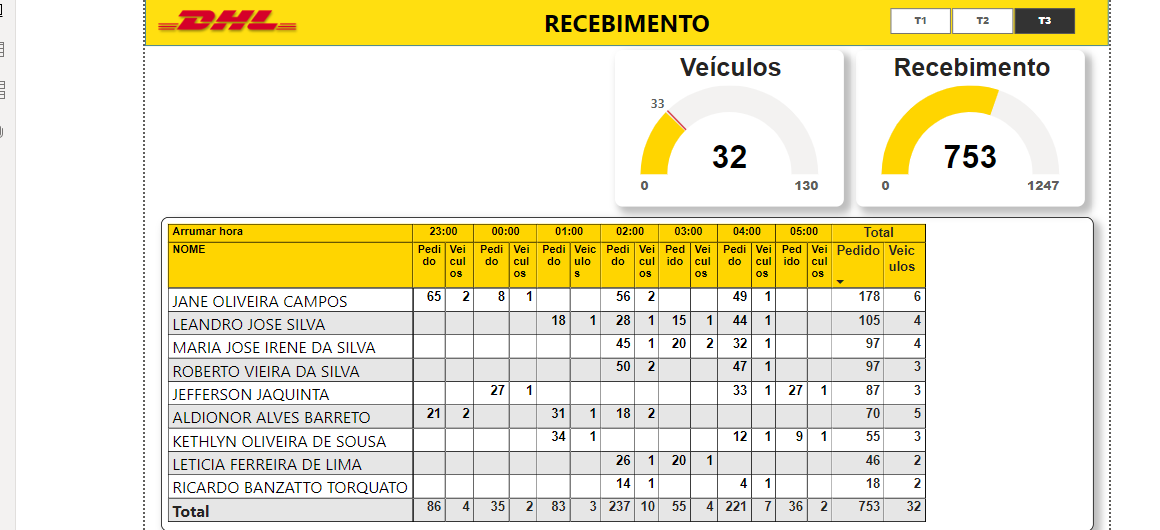 DHL RECEBIMENTO T1 T2 T3
Veículos Recebimento
33
32 753
0 130 0 1247
Arrumar hora 23:00 00:00 01:00 02:00 03:00 04:00 05:00 Total
NOME Pedido Veiculos Pedido Veiculos Pedido Veiculos Pedido Veiculos Pedido Veiculos Pedido Veiculos Pedido Veiculos Pedido Veiculos
JANE OLIVEIRA CAMPOS 65 2 8 1 56 2 49 1 178 6
LEANDRO JOSE SILVA 18 1 28 1 15 1 44 1 105 4
MARIA JOSE IRENE DA SILVA 45 1 20 2 32 1 97 4
ROBERTO VIEIRA DA SILVA 50 2 47 1 97 3
JEFFERSON JAQUINTA 27 1 33 1 27 1 87 3
ALDIONOR ALVES BARRETO 21 2 31 1 18 2 70 5
KETHLYN OLIVEIRA DE SOUSA 34 1 12 1 9 1 55 3
LETICIA FERREIRA DE LIMA 26 1 20 1 46 2
RICARDO BANZATTO TORQUATO 14 1 4 1 18 2
Total 86 4 35 2 83 3 237 10 55 4 221 7 36 2 753 32